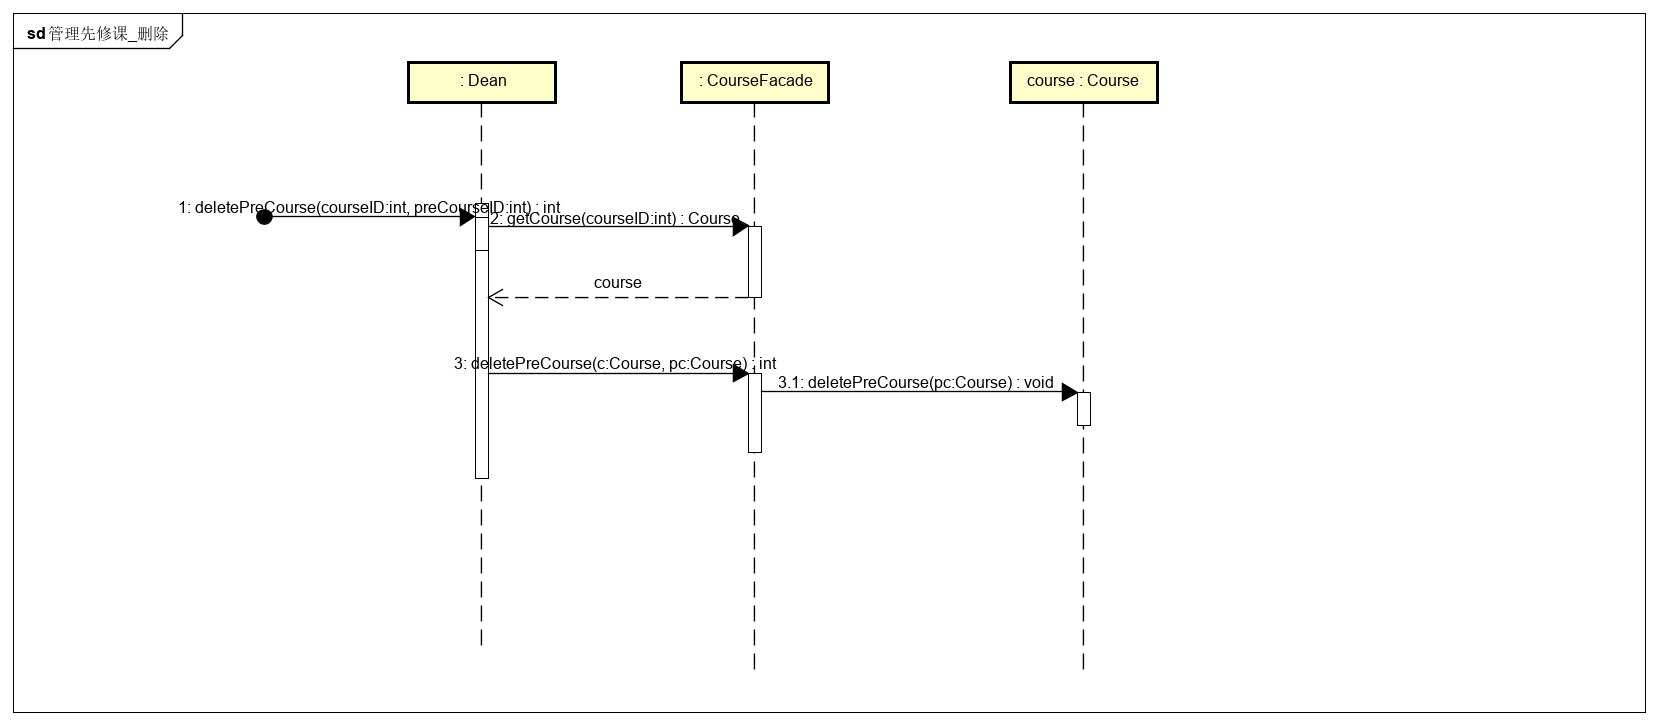 sd 管理先修课_删除
: Dean
: CourseFacade
course : Course
1: deletePreCourse(courseID:int, preCourseID:int) : int
2: getCourse(courseID:int) : Course
course
3: deletePreCourse(c:Course, pc:Course) : int
3.1: deletePreCourse(pc:Course) : void